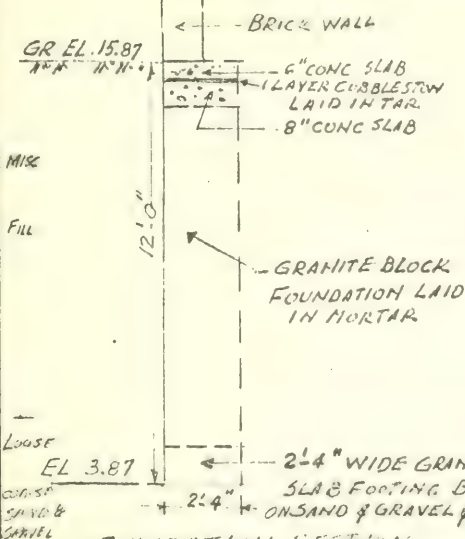 BRICK WALL
GR EL. 15.87
6" CONC SLAB
1 LAYER COBBLESTON
LAID IN TAR
8" CONC SLAB
MISC
FILL
12'-0"
GRANITE BLOCK
FOUNDATION LAID
IN MORTAR
LOOSE
EL 3.87
2'-4" WIDE GRAN
SLAB FOOTING B
2'-4"
ON SAND & GRAVEL &
SAND &
GRAVEL